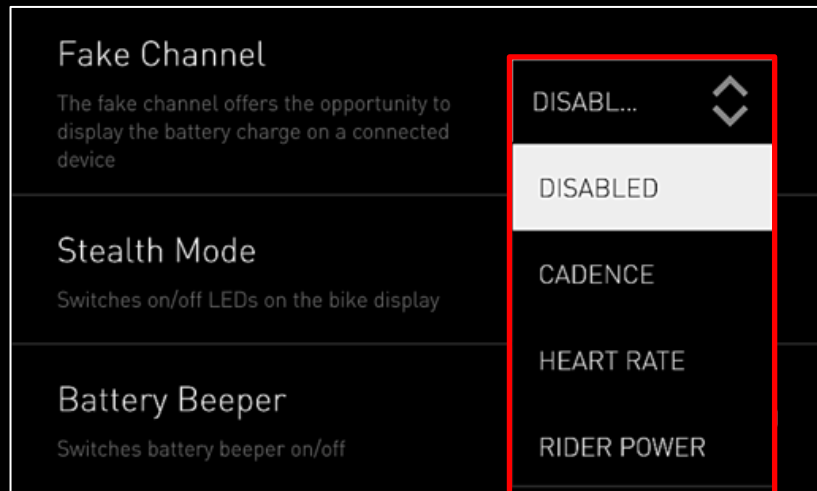 Fake Channel
The fake channel offers the opportunity to
display the battery charge on a connected
device
DISABL...
DISABLED
CADENCE
HEART RATE
RIDER POWER
Stealth Mode
Switches on/off LEDs on the bike display
Battery Beeper
Switches battery beeper on/off